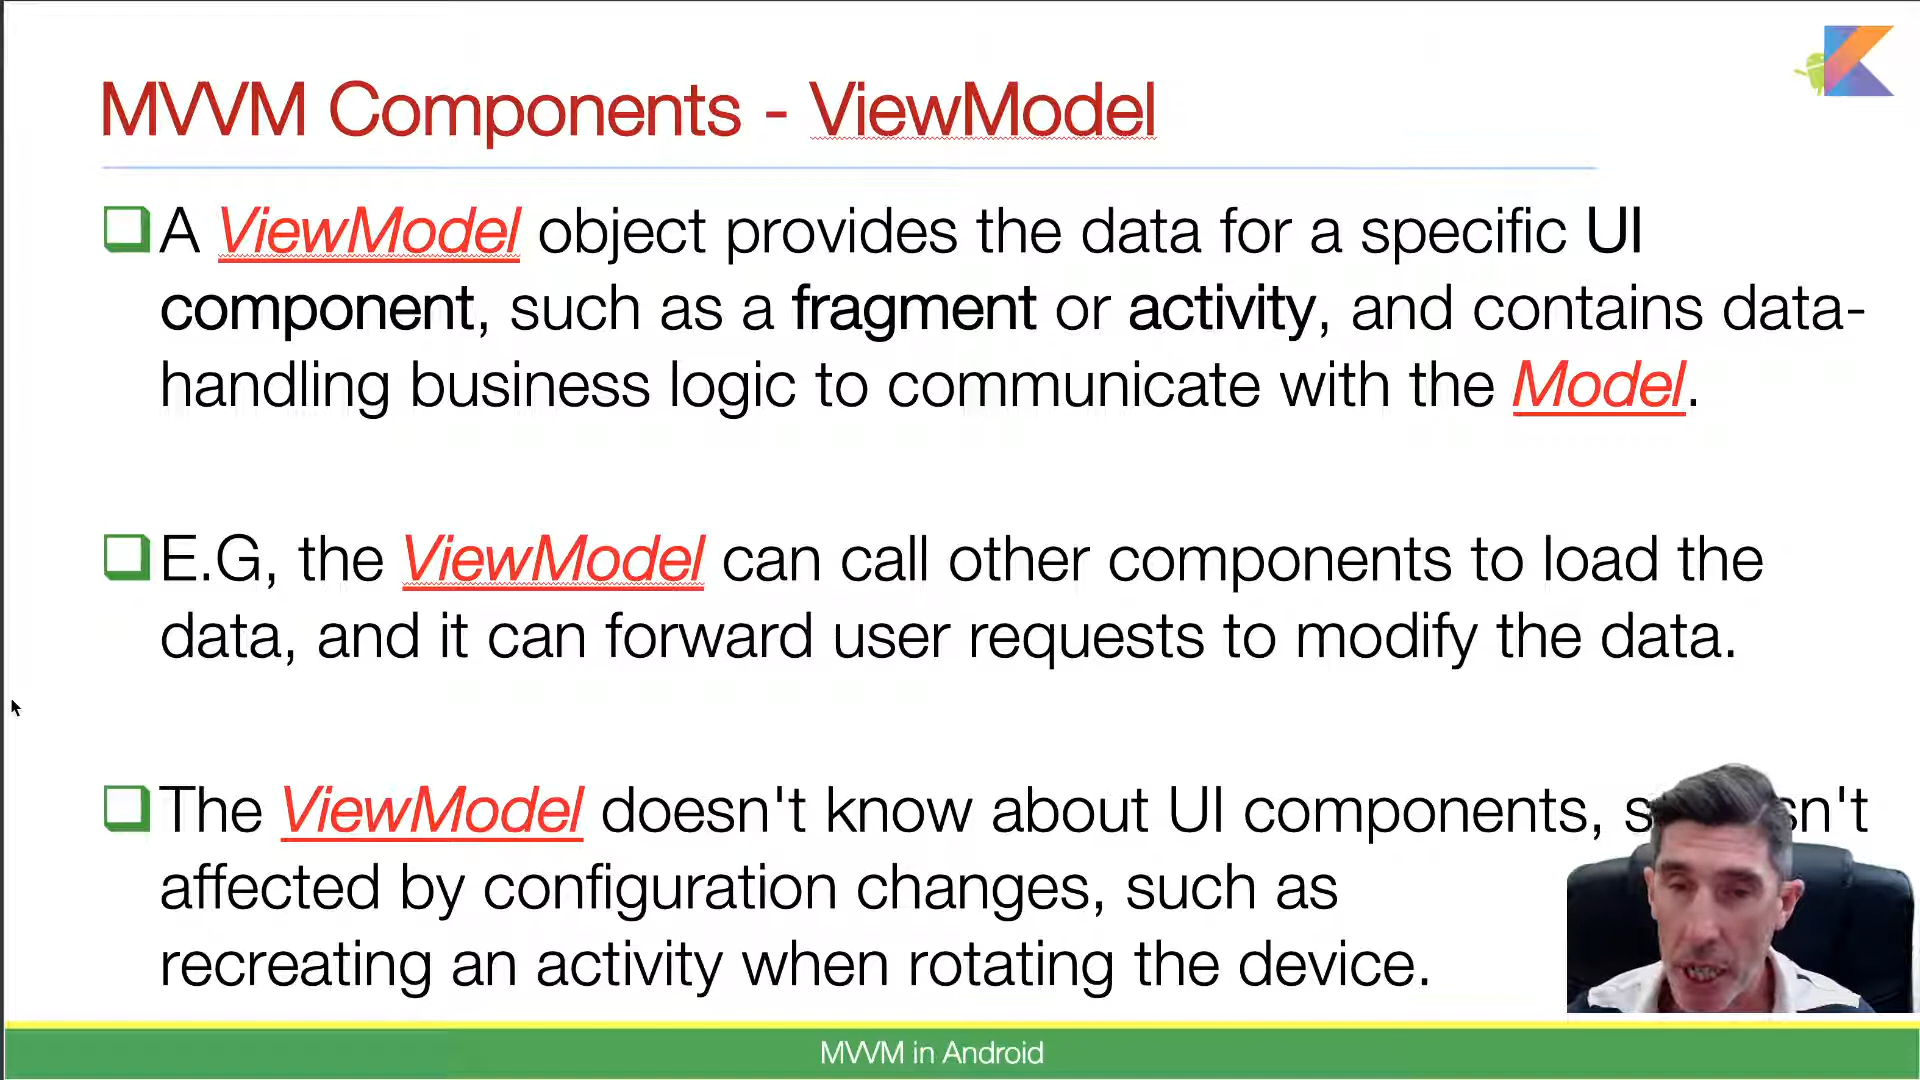 MVVM Components - ViewModel
A ViewModel object provides the data for a specific UI
component, such as a fragment or activity, and contains data-
handling business logic to communicate with the Model.
E.G, the ViewModel can call other components to load the
data, and it can forward user requests to modify the data.
The ViewModel doesn't know about UI components,
affected by configuration changes, such as
recreating an activity when rotating the device.
MVVM in Android